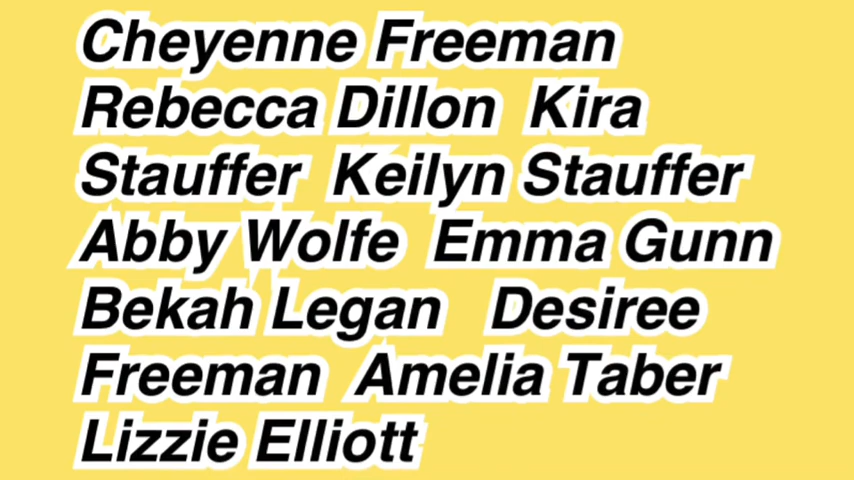 Cheyenne Freeman
Rebecca Dillon Kira
Stauffer Keilyn Stauffer
Abby Wolfe Emma Gunn
Bekah Legan Desiree
Freeman Amelia Taber
Lizzie Elliott